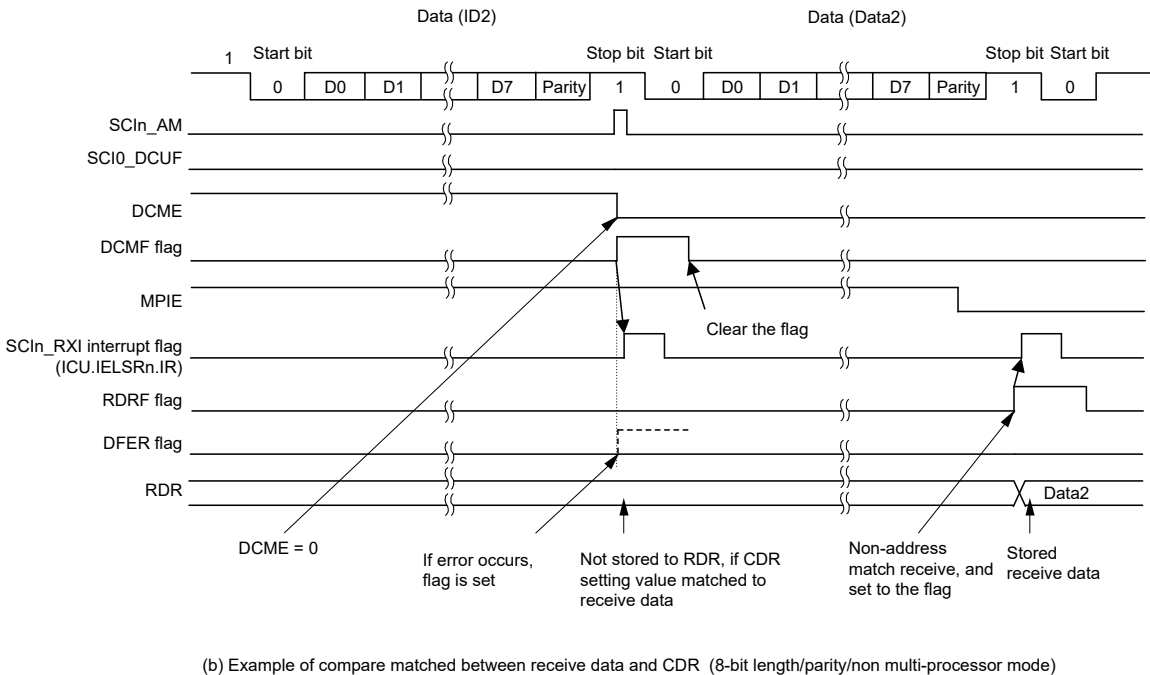 Data (ID2) Data (Data2)
1 Start bit Stop bit Start bit Stop bit Start bit
0 D0 D1 D7 Parity 1 0 D0 D1 D7 Parity 1 0
SCIn_AM
SCI0_DCUF
DCME
DCMF flag
MPIE
Clear the flag
SCIn_RXI interrupt flag
(ICU.IELSRn.IR)
RDRF flag
DFER flag
RDR
Data2
DCME = 0
If error occurs,
flag is set
Not stored to RDR, if CDR
setting value matched to
receive data
Non-address
match receive, and
set to the flag
Stored
receive data
(b) Example of compare matched between receive data and CDR (8-bit length/parity/non multi-processor mode)